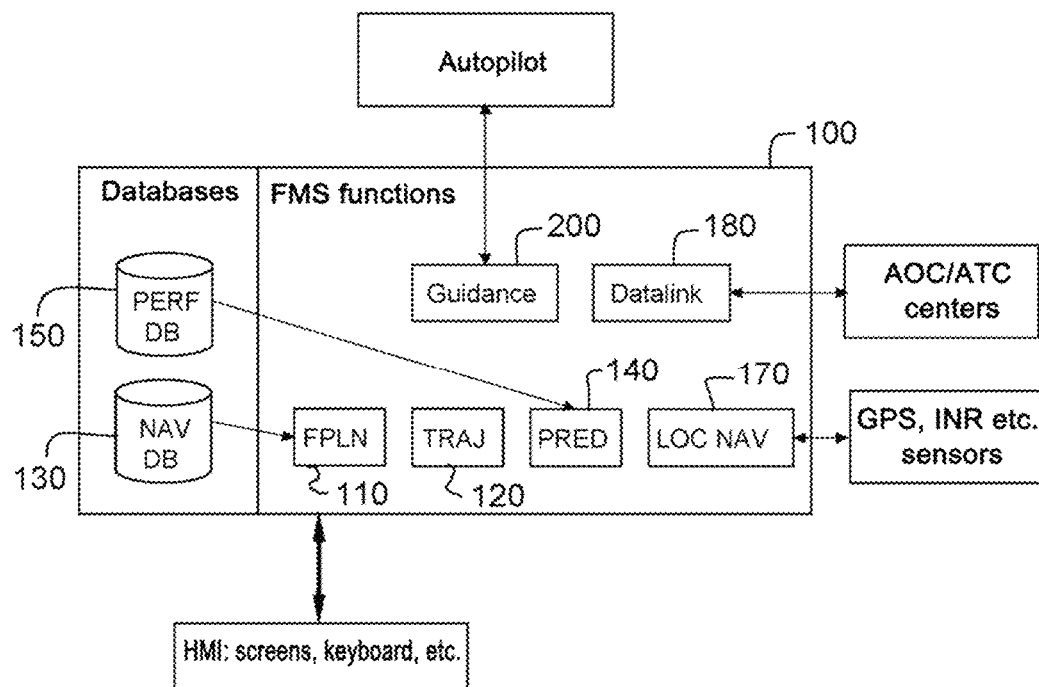 Autopilot
100
Databases
FMS functions
200
180
Guidance
Datalink
AOC/ATC
centers
PERF
DB
150
140
170
NAV
DB
FPLN
TRAJ
PRED
LOC NAV
GPS, INR etc.
sensors
130
110
120
HMI: screens, keyboard, etc.